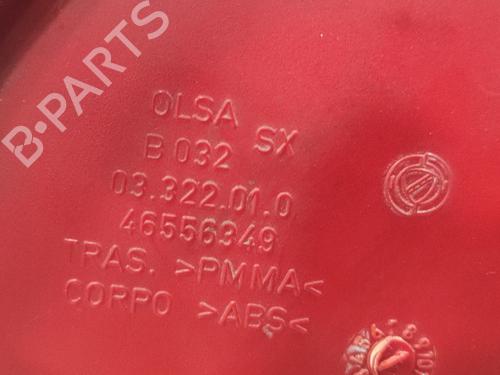 B-PARTS
OLSA SX
B 032
03.322.01.0
46556349
TRAS. >PMMA<
CORPO >ABS<